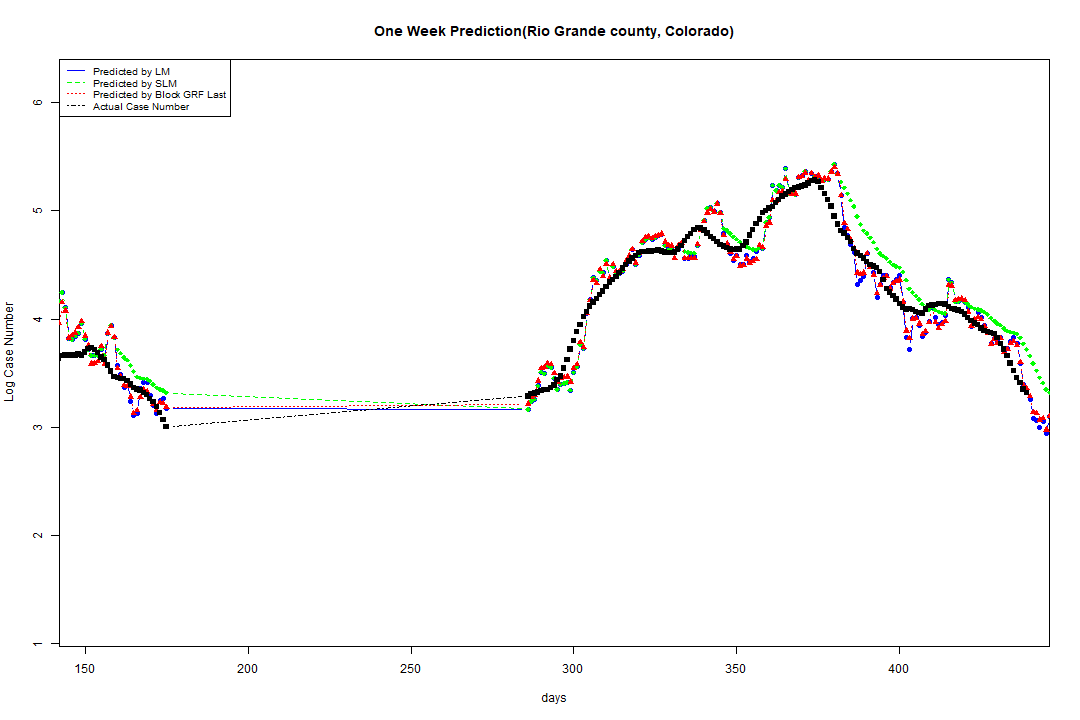 One Week Prediction(Rio Grande county, Colorado)
Predicted by LM
Predicted by SLM
Predicted by Block GRF Last
Actual Case Number
Log Case Number
6
5
4
3
2
1
150 200 250 300 350 400
days